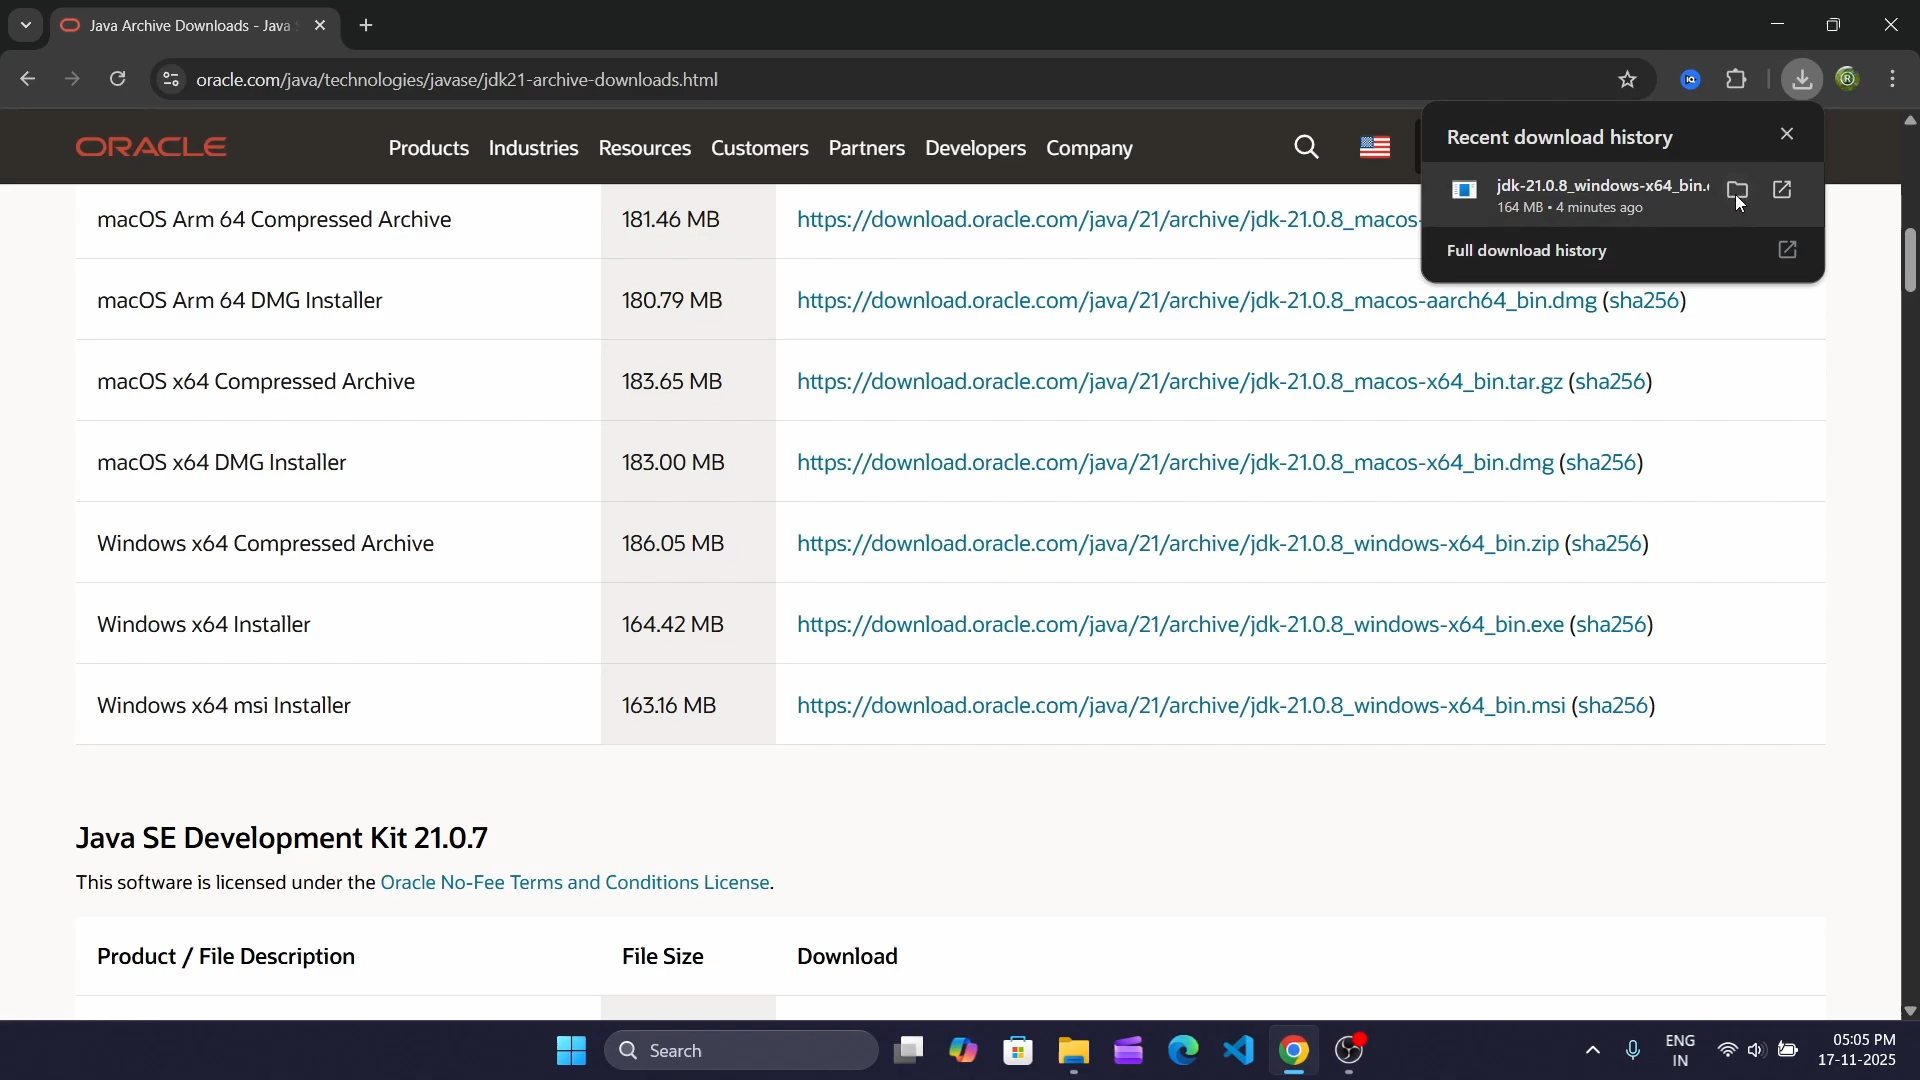 Java Archive Downloads - Java
oracle.com/java/technologies/javase/jdk21-archive-downloads.html
ORACLE
Products Industries Resources Customers Partners Developers Company
Recent download history
jdk-21.0.8_windows-x64_bin.
164 MB • 4 minutes ago
Full download history
macOS Arm 64 Compressed Archive 181.46 MB https://download.oracle.com/java/21/archive/jdk-21.0.8_macos-
macOS Arm 64 DMG Installer 180.79 MB https://download.oracle.com/java/21/archive/jdk-21.0.8_macos-aarch64_bin.dmg (sha256)
macOS x64 Compressed Archive 183.65 MB https://download.oracle.com/java/21/archive/jdk-21.0.8_macos-x64_bin.tar.gz (sha256)
macOS x64 DMG Installer 183.00 MB https://download.oracle.com/java/21/archive/jdk-21.0.8_macos-x64_bin.dmg (sha256)
Windows x64 Compressed Archive 186.05 MB https://download.oracle.com/java/21/archive/jdk-21.0.8_windows-x64_bin.zip (sha256)
Windows x64 Installer 164.42 MB https://download.oracle.com/java/21/archive/jdk-21.0.8_windows-x64_bin.exe (sha256)
Windows x64 msi Installer 163.16 MB https://download.oracle.com/java/21/archive/jdk-21.0.8_windows-x64_bin.msi (sha256)
Java SE Development Kit 21.0.7
This software is licensed under the Oracle No-Fee Terms and Conditions License.
Product / File Description File Size Download
Search
ENG
IN
05:05 PM
17-11-2025